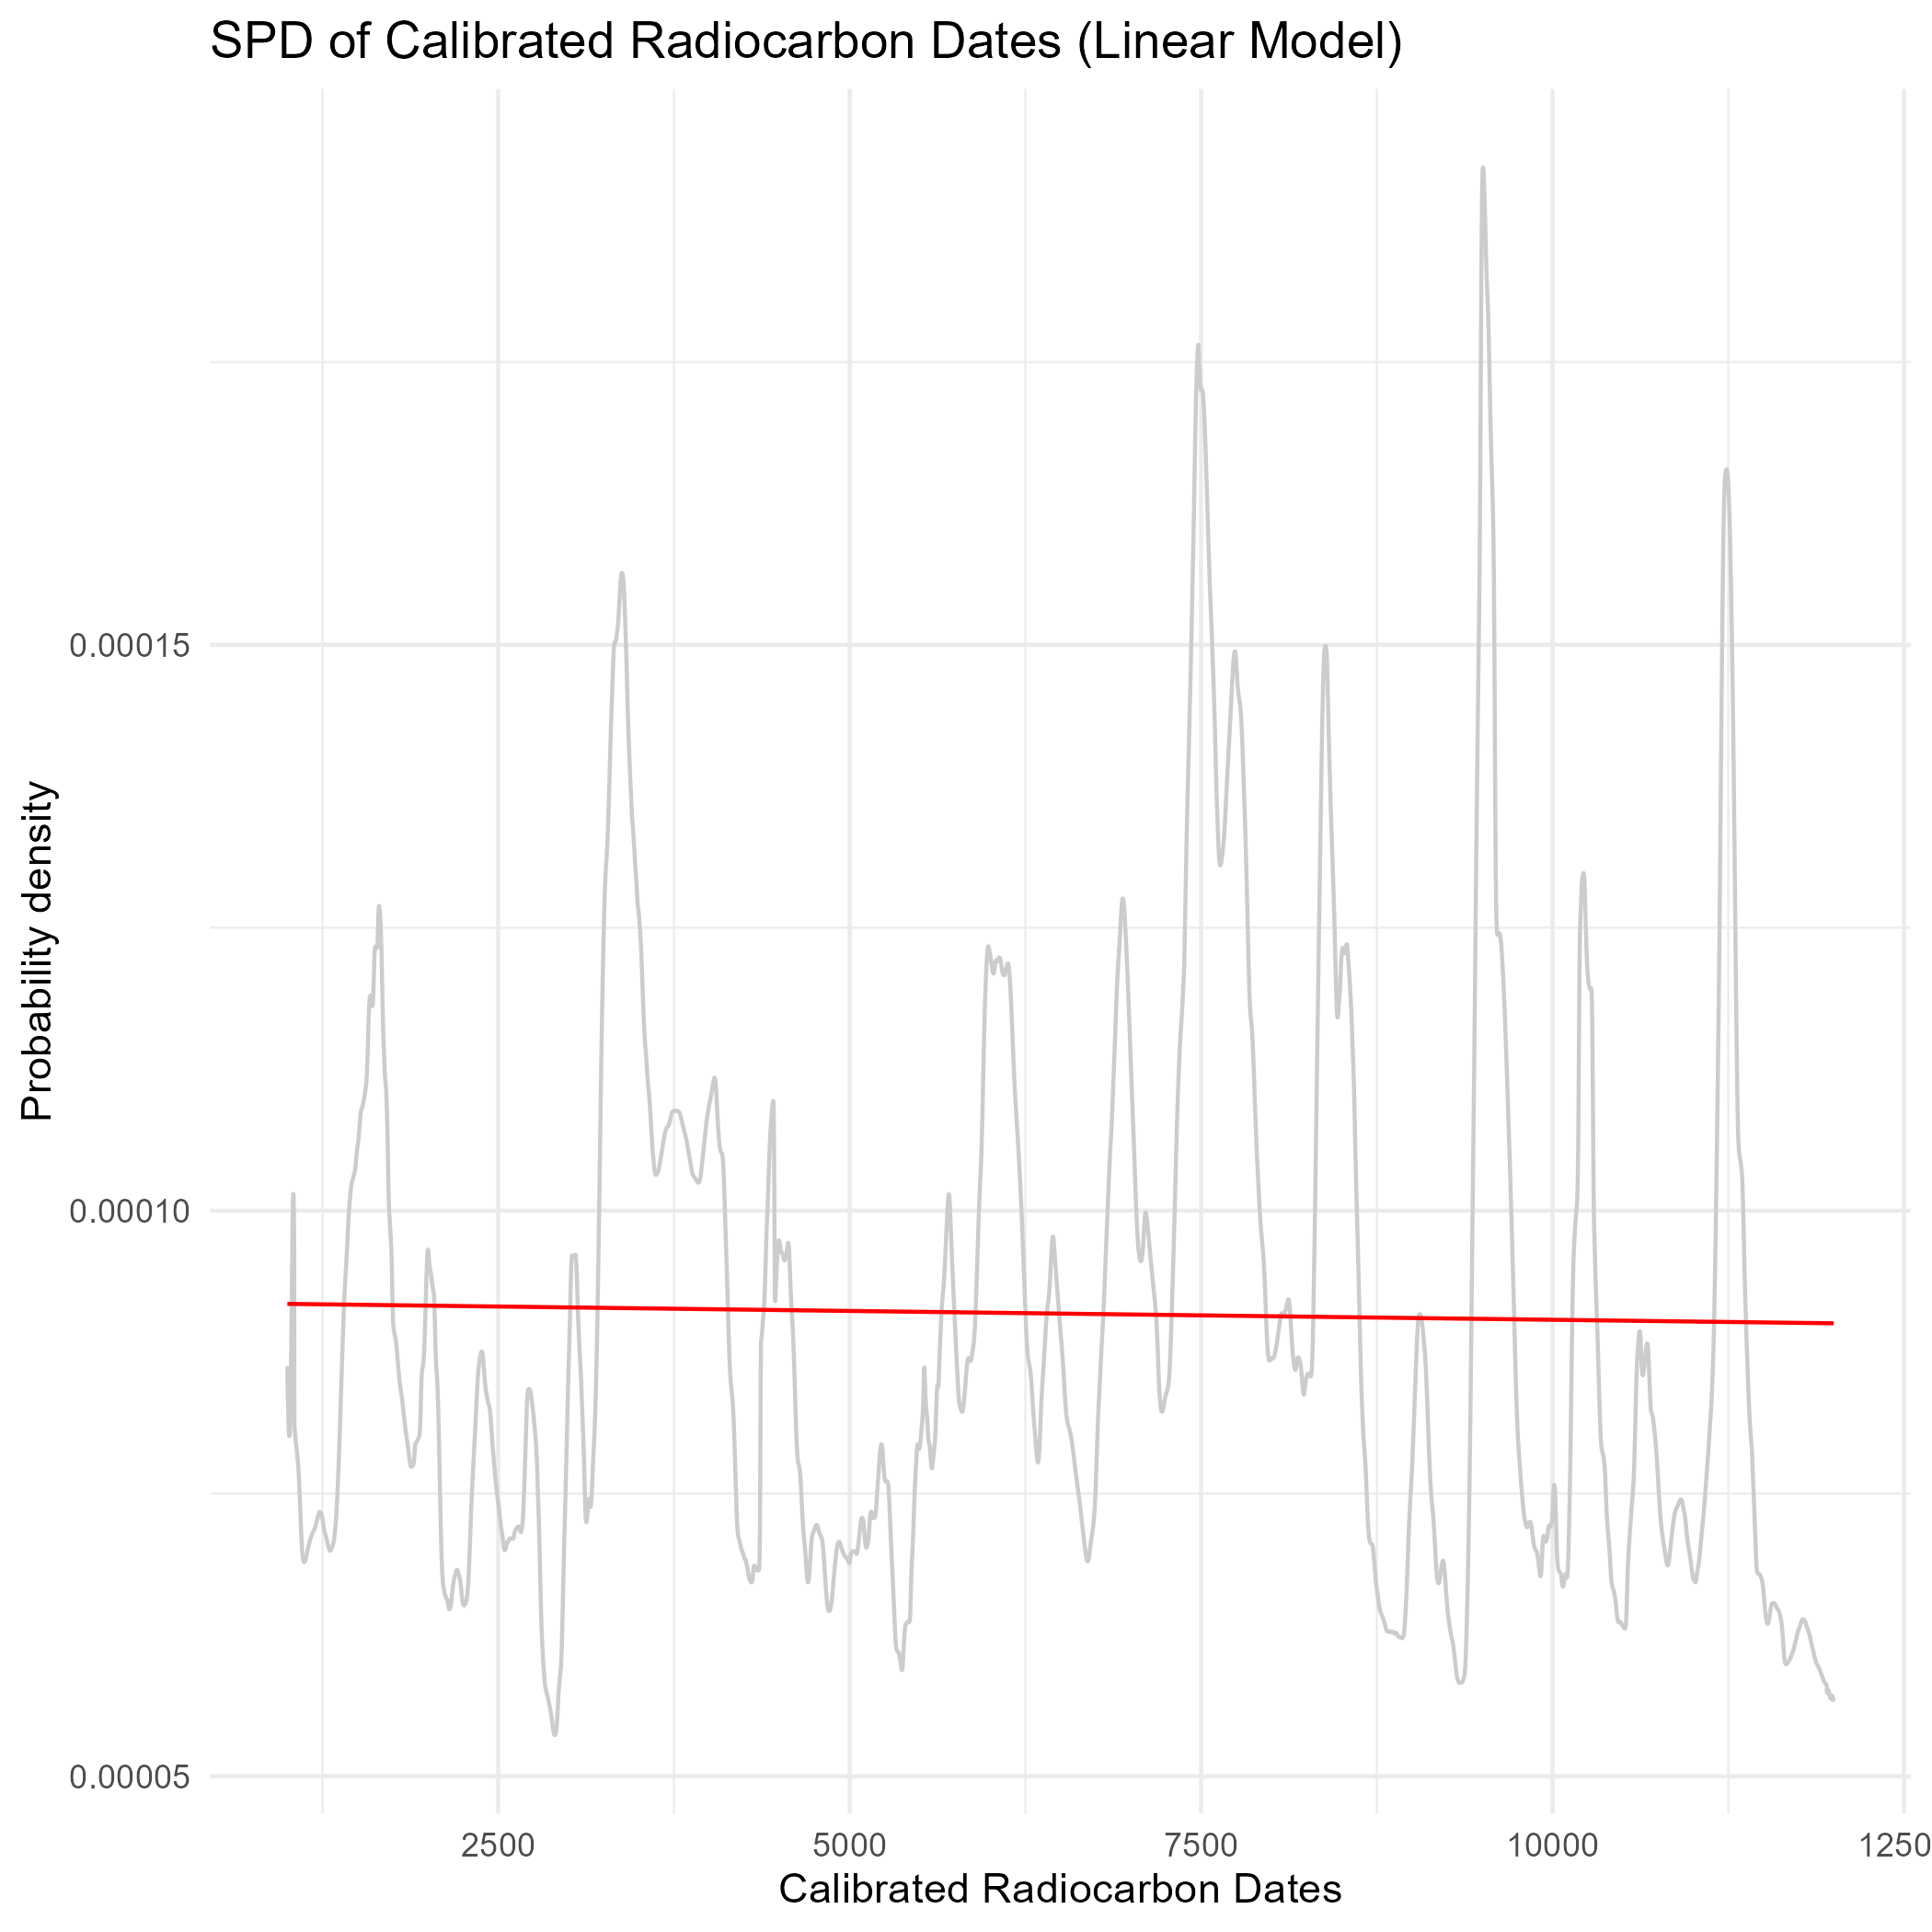 SPD of Calibrated Radiocarbon Dates (Linear Model)
Probability density
0.00015
0.00010
0.00005
2500 5000 7500 10000 1250
Calibrated Radiocarbon Dates